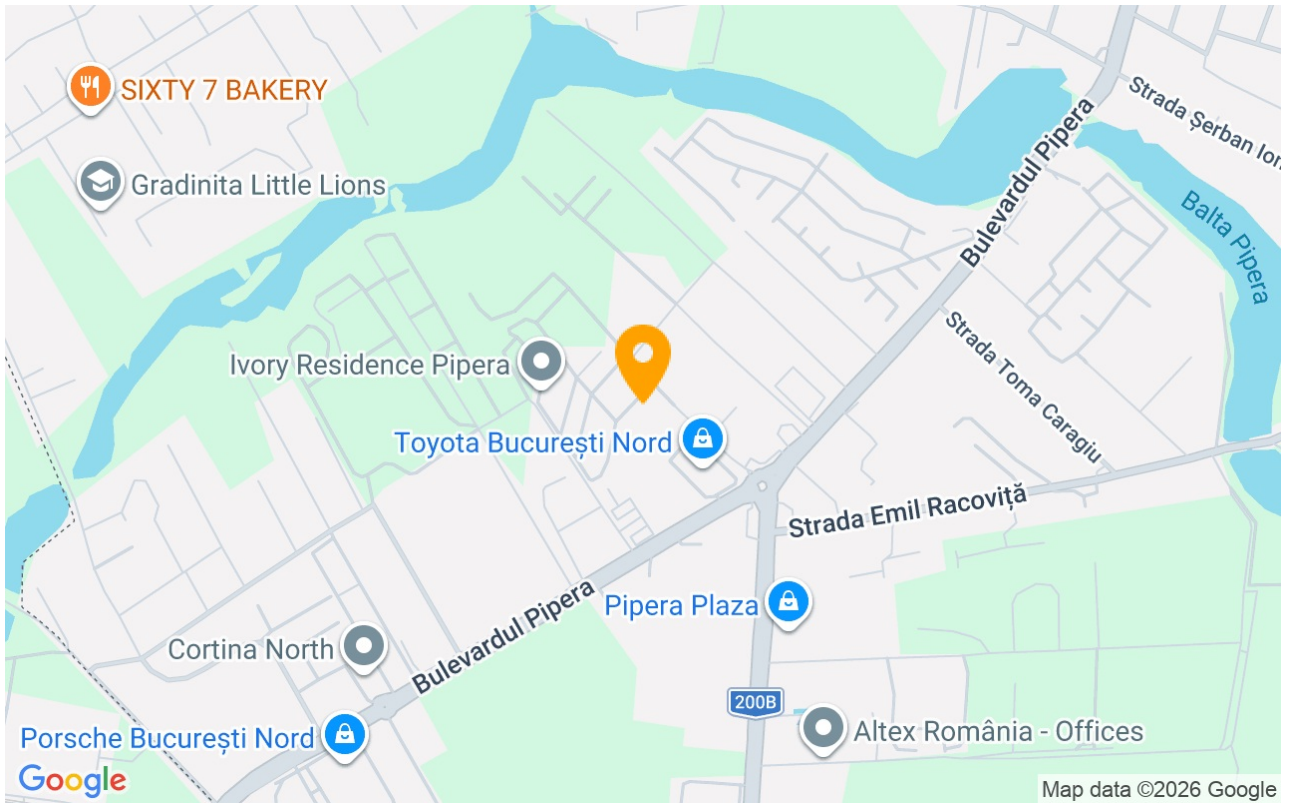 SIXTY 7 BAKERY
Strada Șerban Ion
Gradinita Little Lions
Bulevardul Pipera
Balta Pipera
Ivory Residence Pipera
Strada Toma Caragiu
Toyota București Nord
Strada Emil Racoviță
Bulevardul Pipera
Pipera Plaza
Cortina North
200B
Porsche București Nord
Altex România - Offices
Google
Map data ©2026 Google